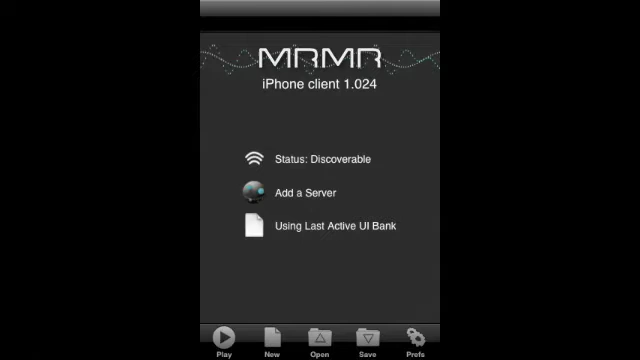 MRMR
iPhone client 1.024
Status: Discoverable
Add a Server
Using Last Active UI Bank
Play New Open Save Prefs